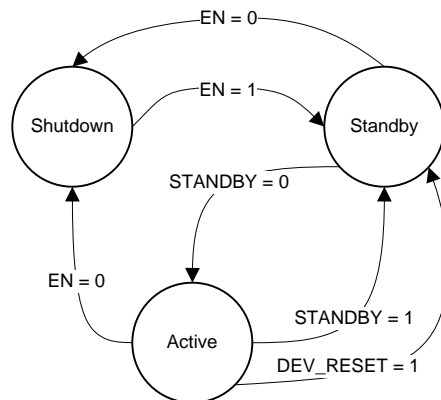 EN = 0
EN = 1
Shutdown
Standby
STANDBY = 0
EN = 0
STANDBY = 1
Active
DEV_RESET = 1